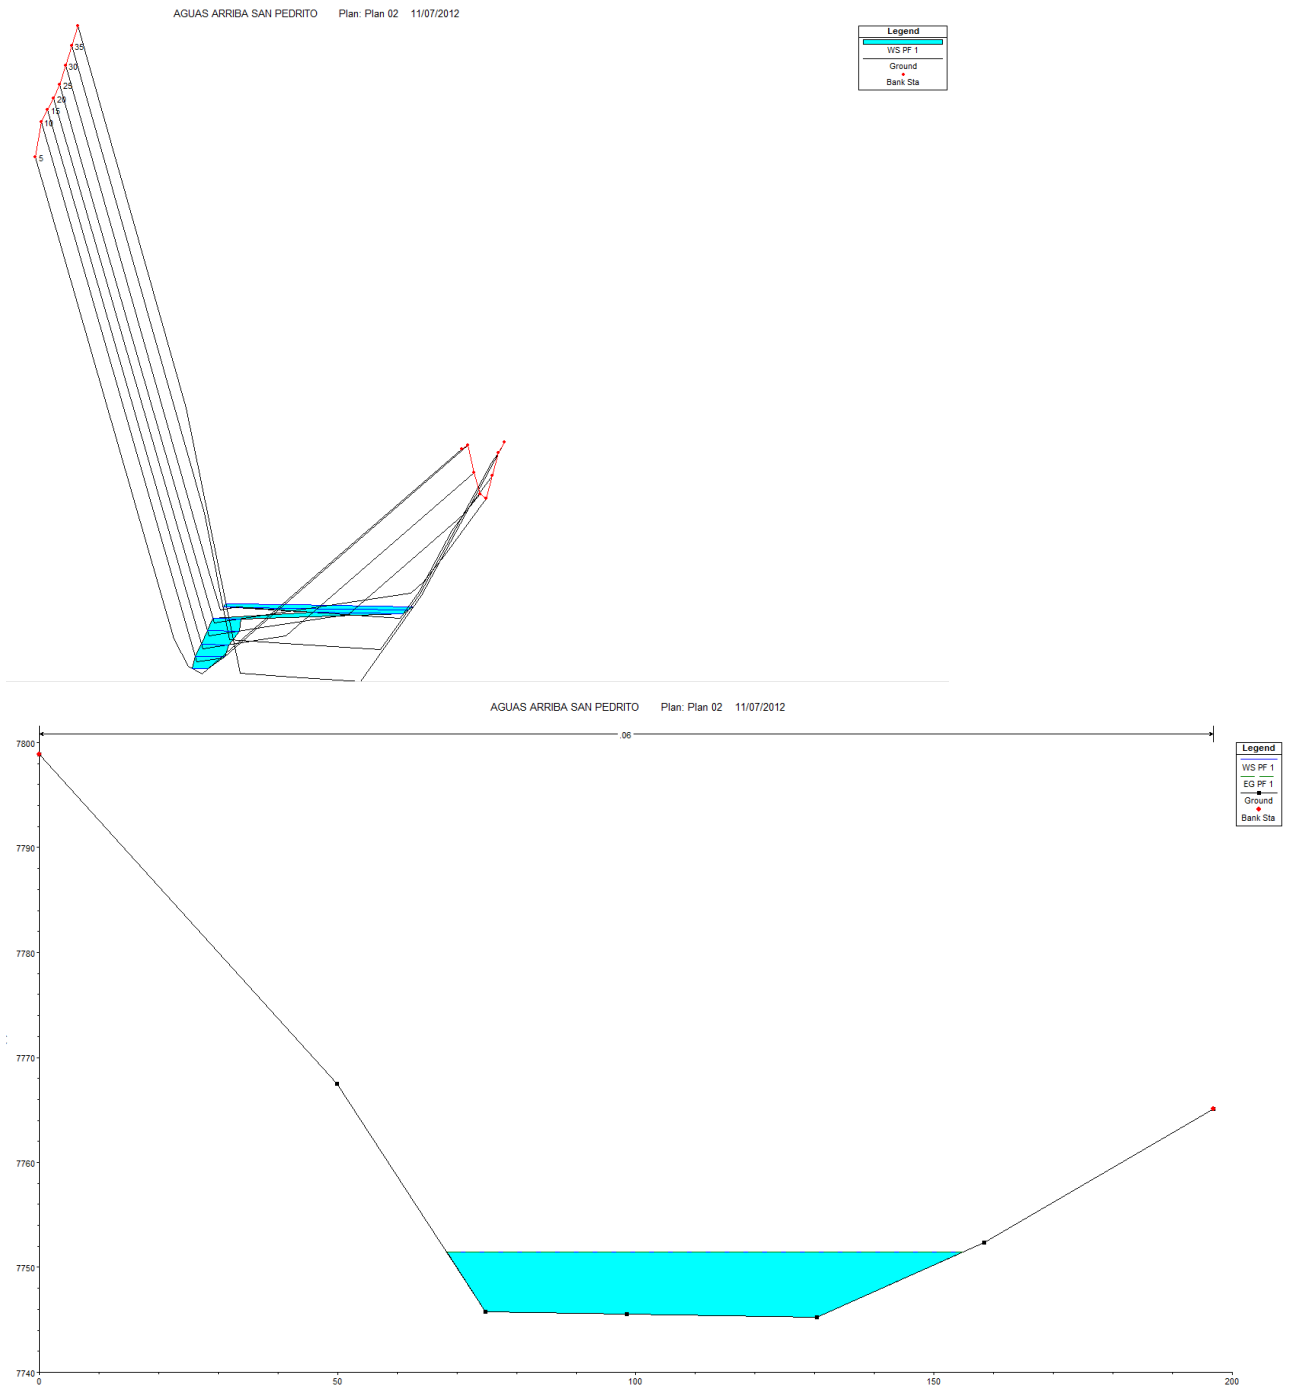 AGUAS ARRIBA SAN PEDRITO Plan: Plan 02 11/07/2012
Legend
WS PF 1
Ground
Bank Sta
35
30
25
20
15
10
5
AGUAS ARRIBA SAN PEDRITO Plan: Plan 02 11/07/2012
.06
Legend
WS PF 1
EG PF 1
Ground
Bank Sta
7800
7790
7780
7770
7760
7750
7740
0 50 100 150 200